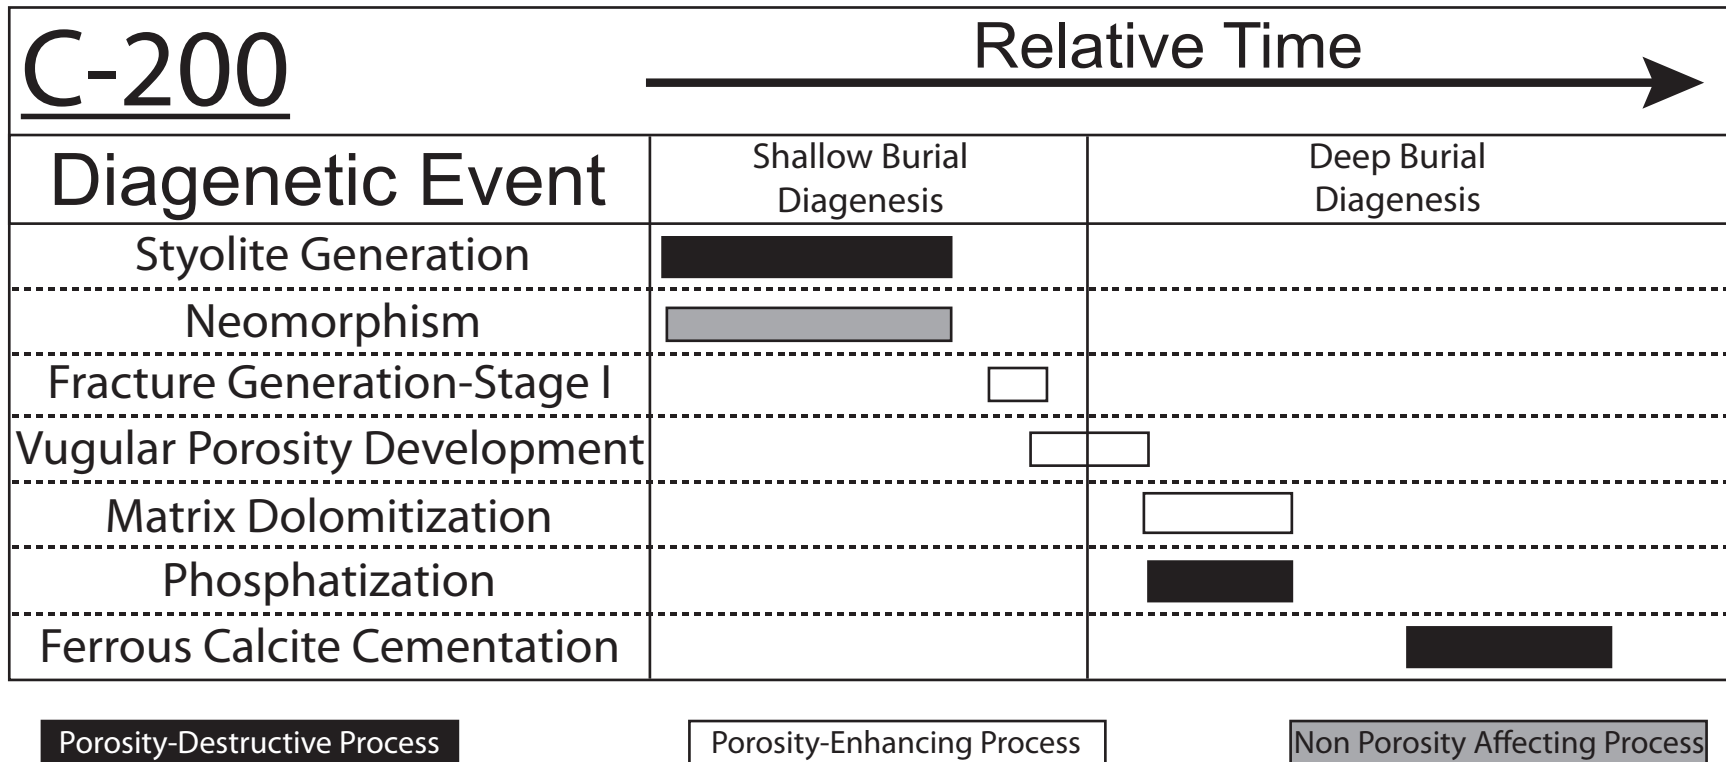 C-200
Relative Time
Diagenetic Event
Shallow Burial
Diagenesis
Deep Burial
Diagenesis
Styolite Generation
Neomorphism
Fracture Generation-Stage I
Vugular Porosity Development
Matrix Dolomitization
Phosphatization
Ferrous Calcite Cementation
Porosity-Destructive Process
Porosity-Enhancing Process
Non Porosity Affecting Process